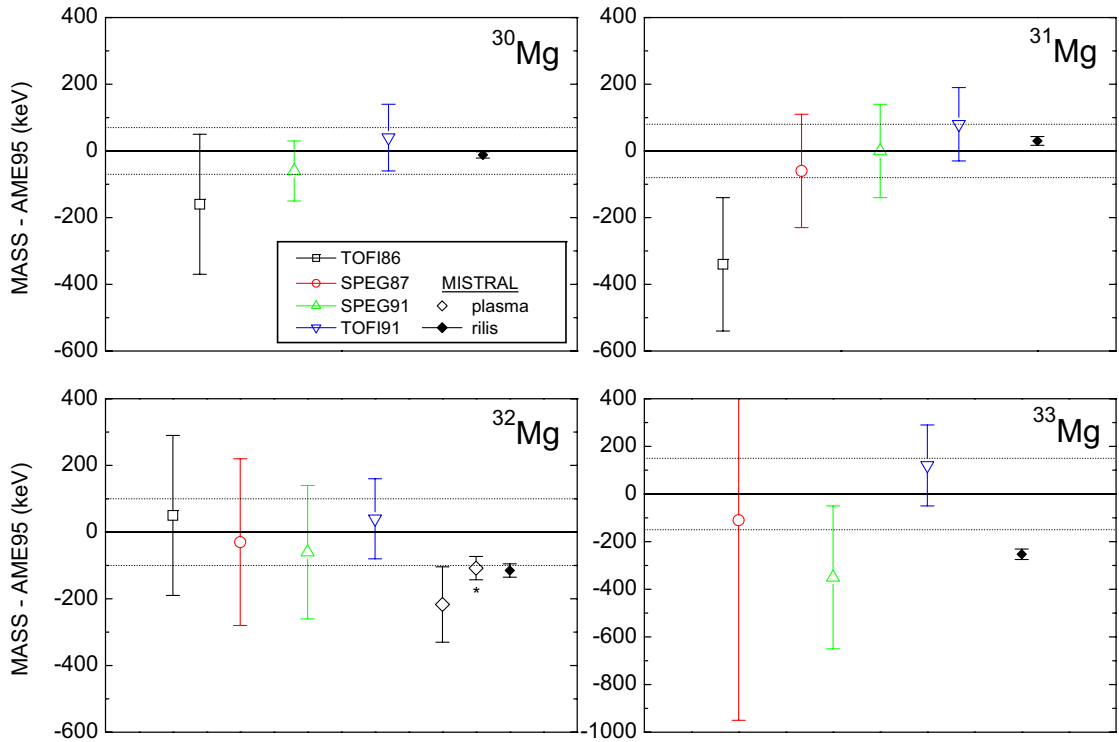 MASS - AME95 (keV)
400
200
0
-200
-400
-600
30Mg
TOFI86
SPEG87
SPEG91
TOFI91
MISTRAL
plasma
rilis
400
200
0
-200
-400
-600
31Mg
MASS - AME95 (keV)
400
200
0
-200
-400
-600
32Mg
*
400
200
0
-200
-400
-600
-800
-1000
33Mg